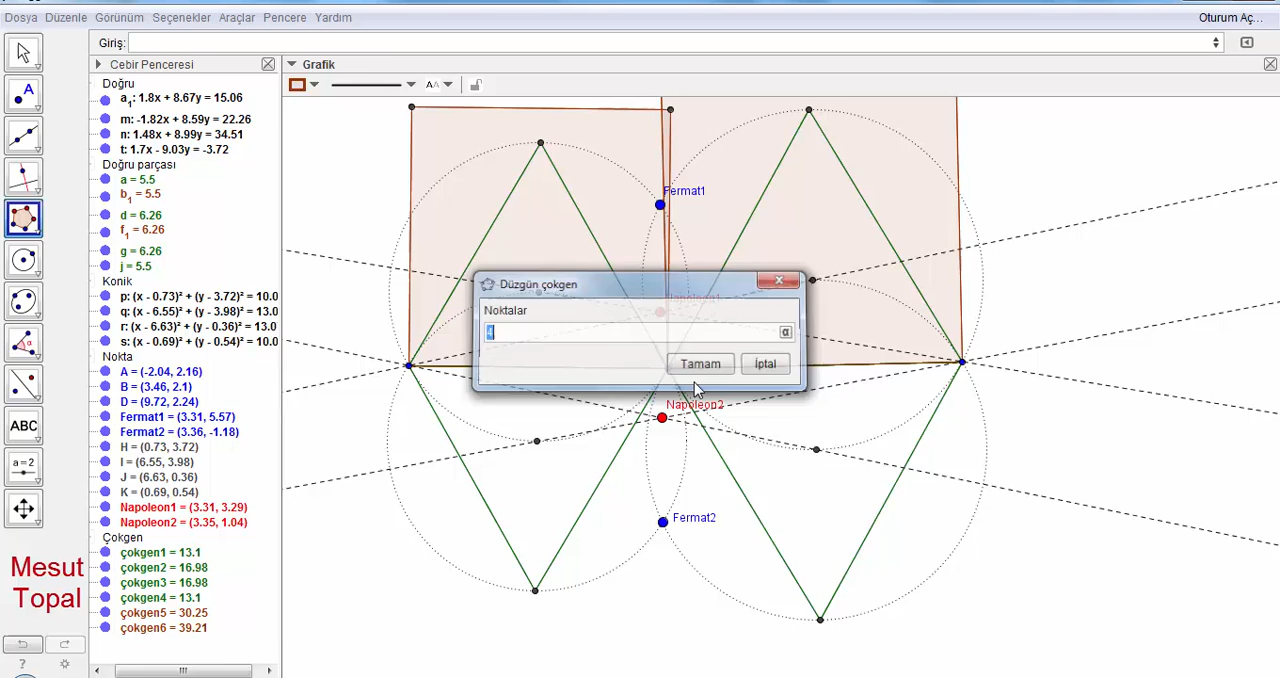 Dosya Düzenle Görünüm Seçenekler Araçlar Pencere Yardım
Oturum Aç...
Giriş:
Cebir Penceresi
Grafik
Doğru
a₁: 1.8x + 8.67y = 15.06
m: -1.82x + 8.59y = 22.26
n: 1.48x + 8.99y = 34.51
t: 1.7x - 9.03y = -3.72
Doğru parçası
a = 5.5
b₁ = 5.5
d = 6.26
f₁ = 6.26
g = 6.26
j = 5.5
Konik
p: (x - 0.73)² + (y - 3.72)² = 10.0
q: (x - 6.55)² + (y - 3.98)² = 13.0
r: (x - 6.63)² + (y - 0.36)² = 13.0
s: (x - 0.69)² + (y - 0.54)² = 10.0
Nokta
A = (-2.04, 2.16)
B = (3.46, 2.1)
D = (9.72, 2.24)
Fermat1 = (3.31, 5.57)
Fermat2 = (3.36, -1.18)
H = (0.73, 3.72)
I = (6.55, 3.98)
J = (6.63, 0.36)
K = (0.69, 0.54)
Napoleon1 = (3.31, 3.29)
Napoleon2 = (3.35, 1.04)
Çokgen
çokgen1 = 13.1
çokgen2 = 16.98
çokgen3 = 16.98
çokgen4 = 13.1
çokgen5 = 30.25
çokgen6 = 39.21
ABC
a=2
Mesut
Topal
Fermat1
Düzgün çokgen
Napoleon1
Noktalar
4
α
Tamam
İptal
Napoleon2
Fermat2